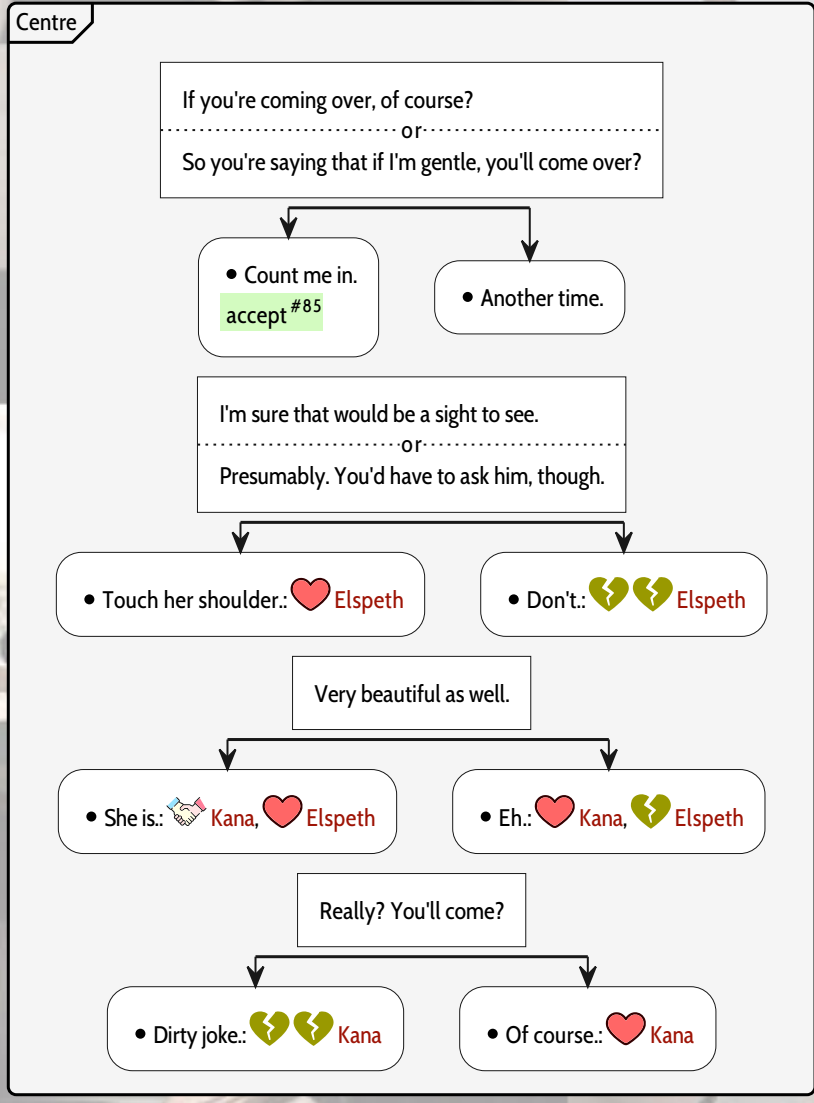 Centre
If you're coming over, of course?
or
So you're saying that if I'm gentle, you'll come over?
• Count me in.
accept #85
• Another time.
I'm sure that would be a sight to see.
or
Presumably. You'd have to ask him, though.
• Touch her shoulder.: Elspeth
• Don't.: Elspeth
Very beautiful as well.
• She is.: Kana, Elspeth
• Eh.: Kana, Elspeth
Really? You'll come?
• Dirty joke.: Kana
• Of course.: Kana